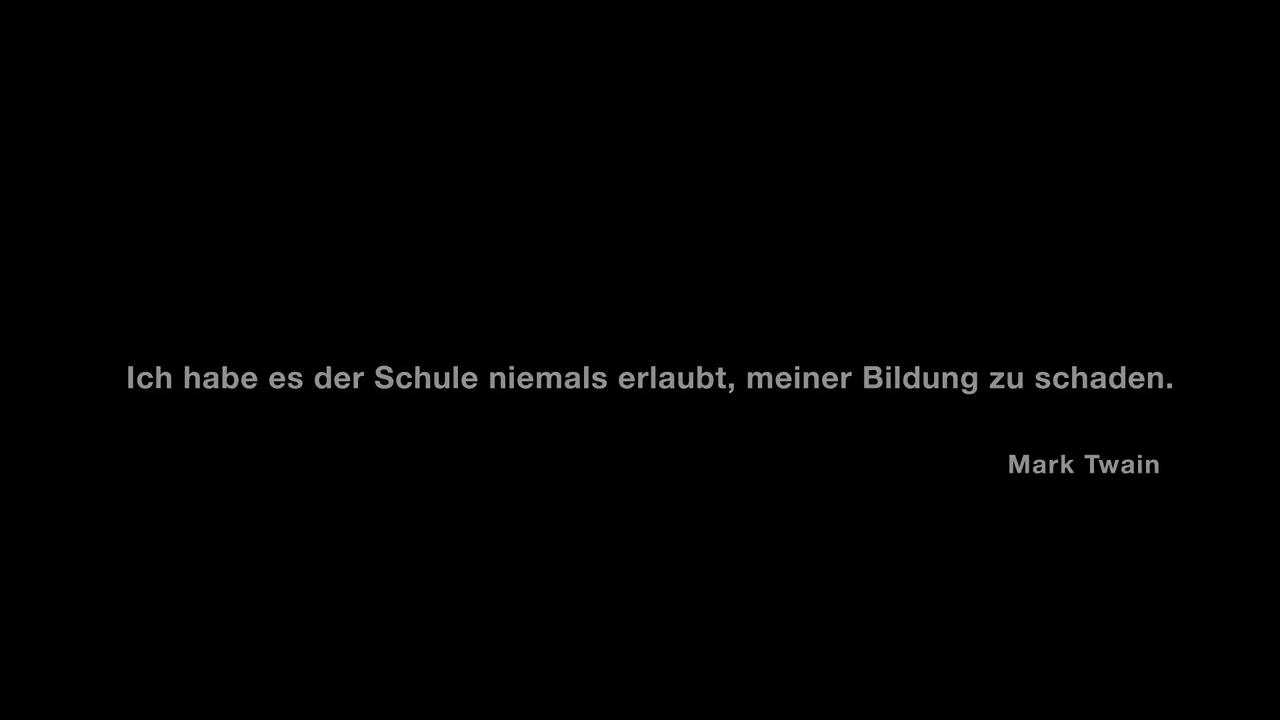 Ich habe es der Schule niemals erlaubt, meiner Bildung zu schaden.
Mark Twain